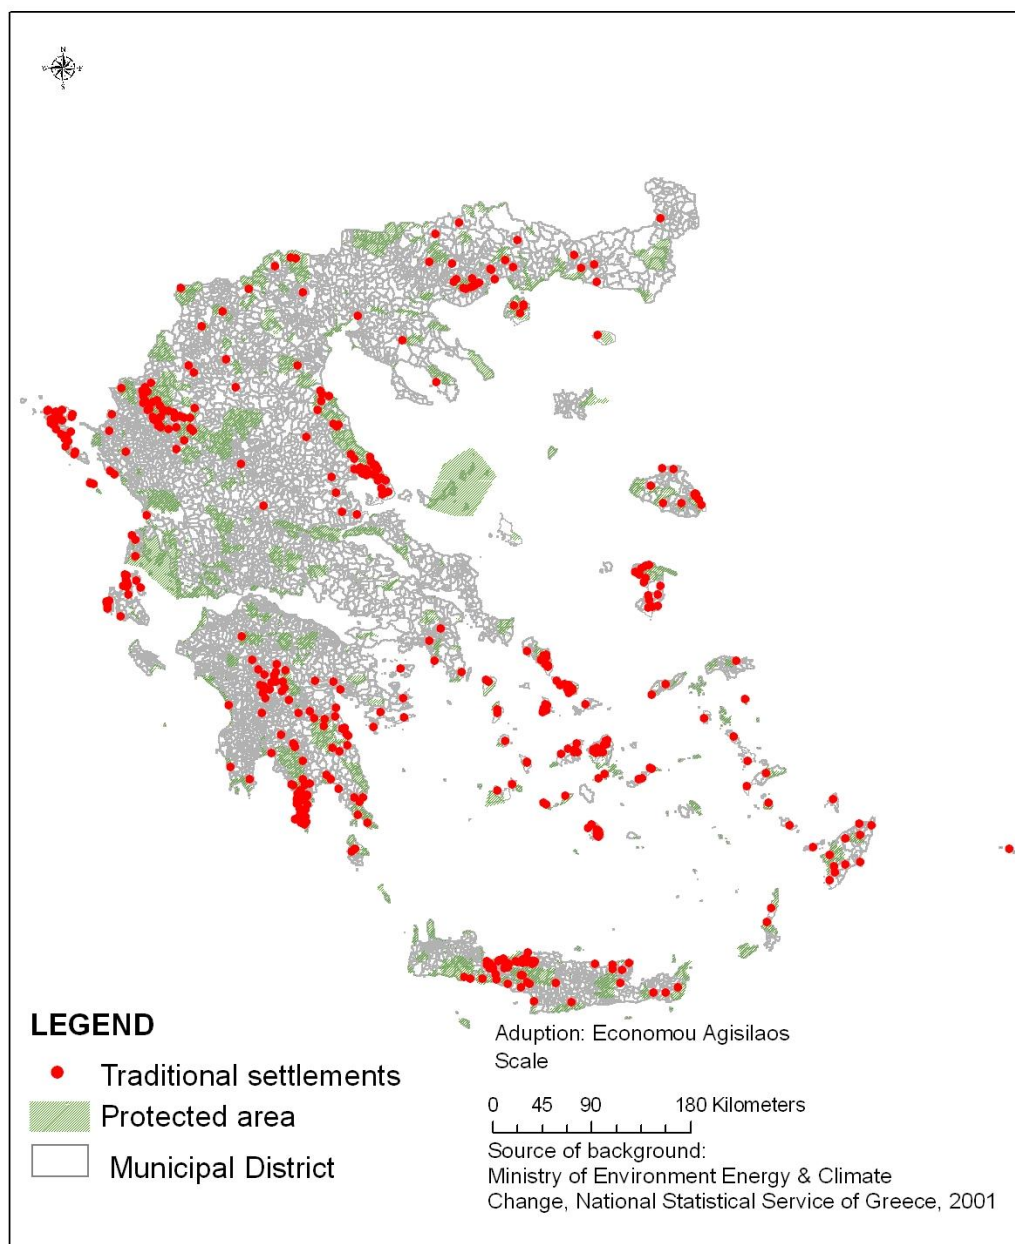 N
S
LEGEND
Traditional settlements
Protected area
Municipal District
Aduption: Economou Agisilaos
Scale
0 45 90 180 Kilometers
Source of background:
Ministry of Environment Energy & Climate
Change, National Statistical Service of Greece, 2001